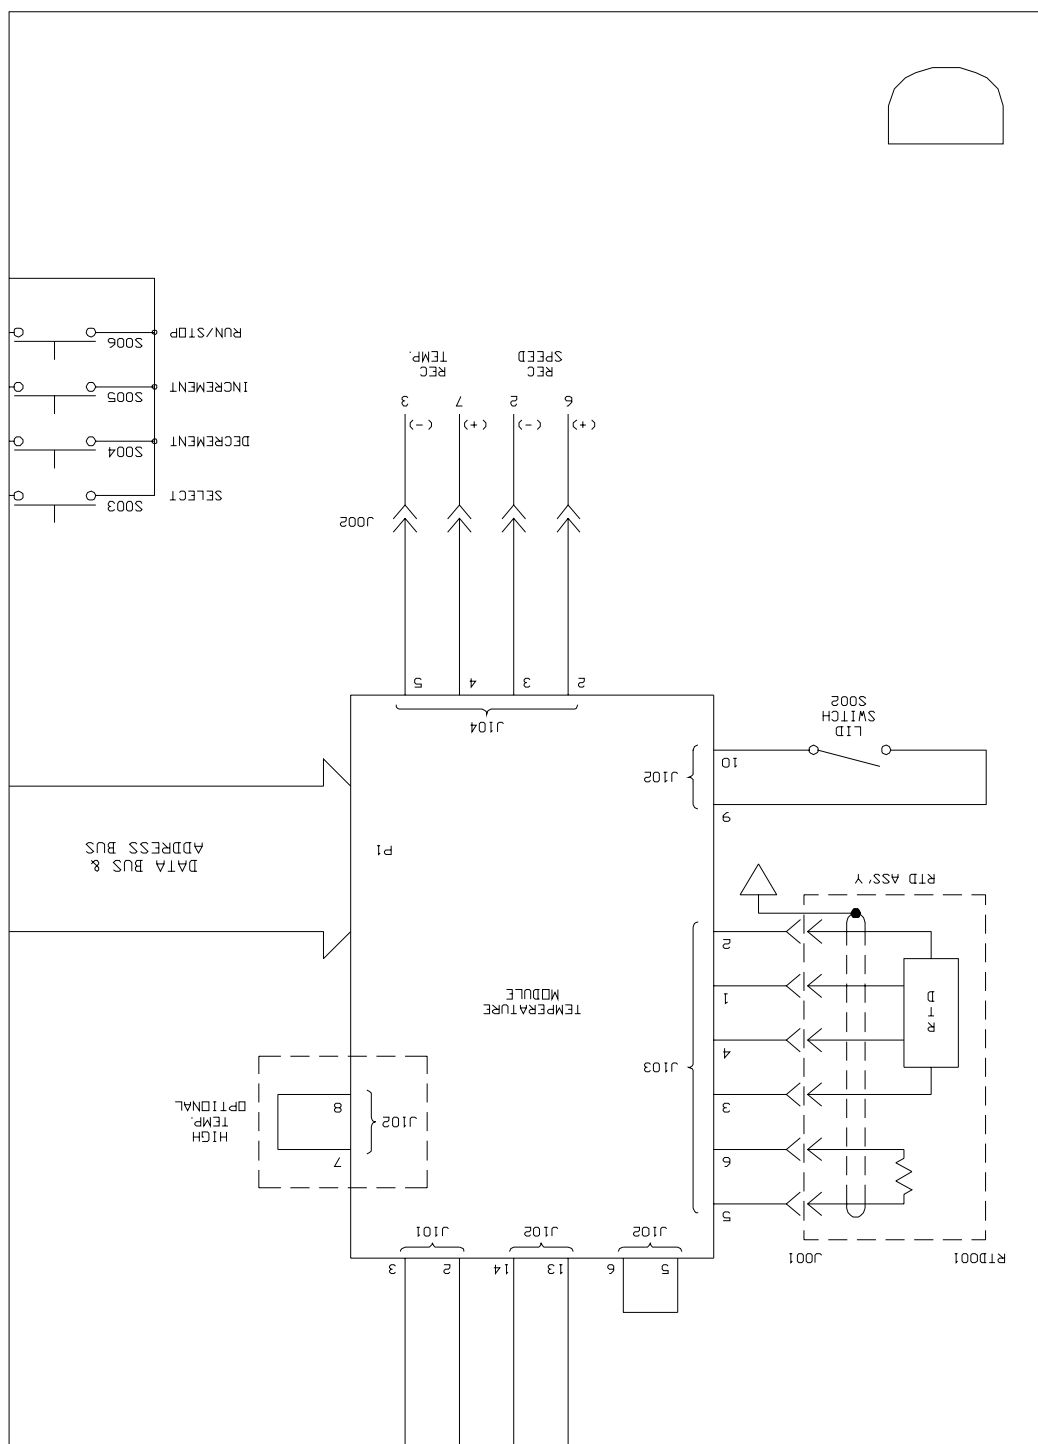 RTD001
J001
5
6
13
14
2
3
J102
J102
J101
5
6
3
4
1
2
J103
RTD
RTD ASS'Y
7
8
J102
HIGH
TEMP.
OPTIONAL
TEMPERATURE
MODULE
P1
DATA BUS &
ADDRESS BUS
9
10
J102
LID
SWITCH
S002
J104
2
3
4
5
J002
(+)
(-)
(+)
(-)
6
2
7
3
REC
SPEED
REC
TEMP.
SELECT
S003
DECREMENT
S004
INCREMENT
S005
RUN/STOP
S006